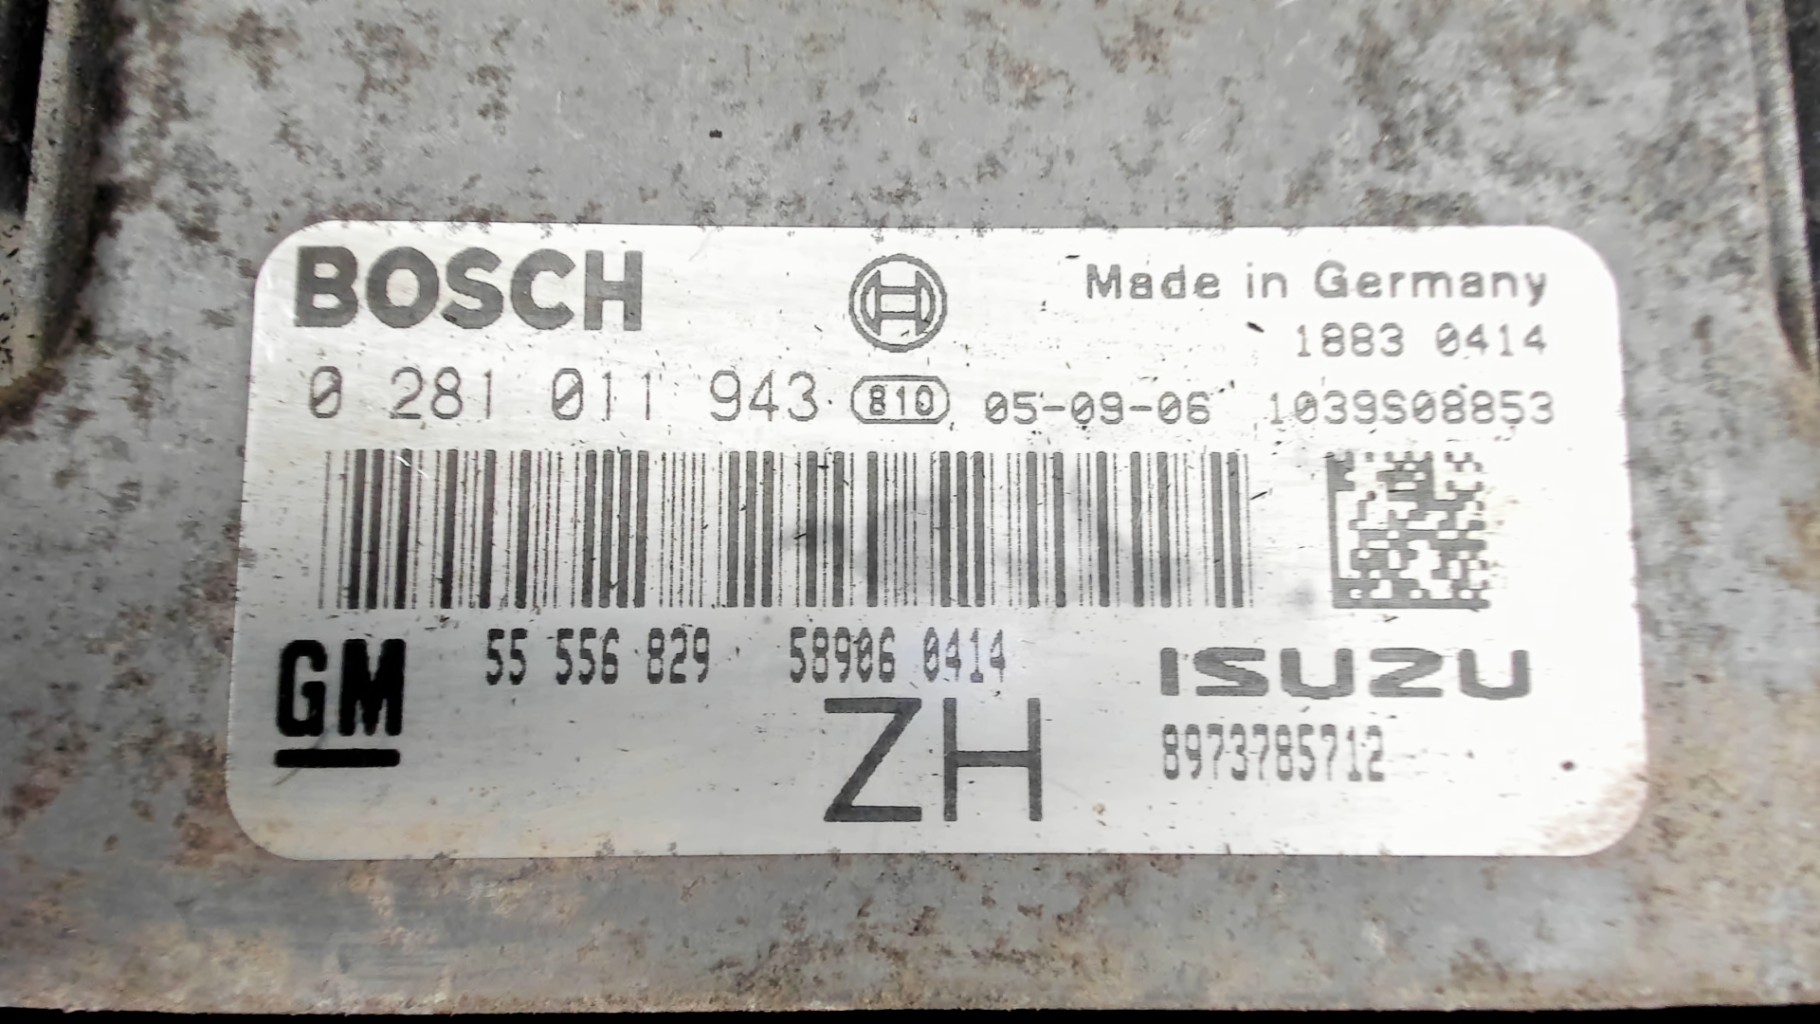 BOSCH
Made in Germany
1883 0414
0 281 011 943 810 05-09-06 1039S08853
GM 55 556 829 58906 0414 ISUZU
ZH 8973785712